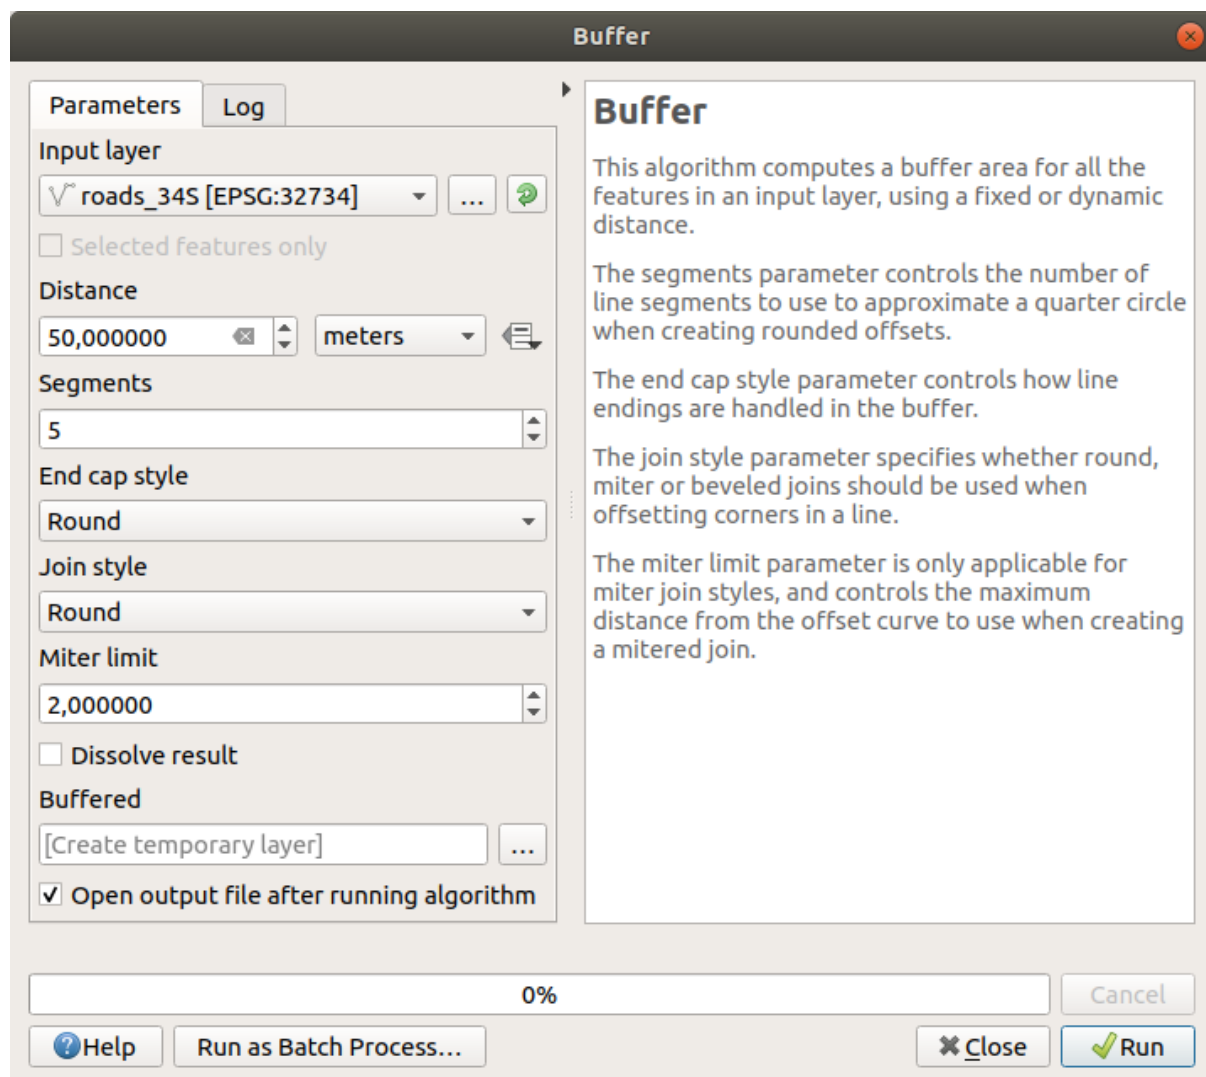 Buffer
Parameters
Log
Input layer
roads_34S [EPSG:32734]
...
Selected features only
Distance
50,000000
meters
Segments
5
End cap style
Round
Join style
Round
Miter limit
2,000000
Dissolve result
Buffered
[Create temporary layer]
...
Open output file after running algorithm
Buffer
This algorithm computes a buffer area for all the
features in an input layer, using a fixed or dynamic
distance.
The segments parameter controls the number of
line segments to use to approximate a quarter circle
when creating rounded offsets.
The end cap style parameter controls how line
endings are handled in the buffer.
The join style parameter specifies whether round,
miter or beveled joins should be used when
offsetting corners in a line.
The miter limit parameter is only applicable for
miter join styles, and controls the maximum
distance from the offset curve to use when creating
a mitered join.
0%
Cancel
Help
Run as Batch Process...
Close
Run